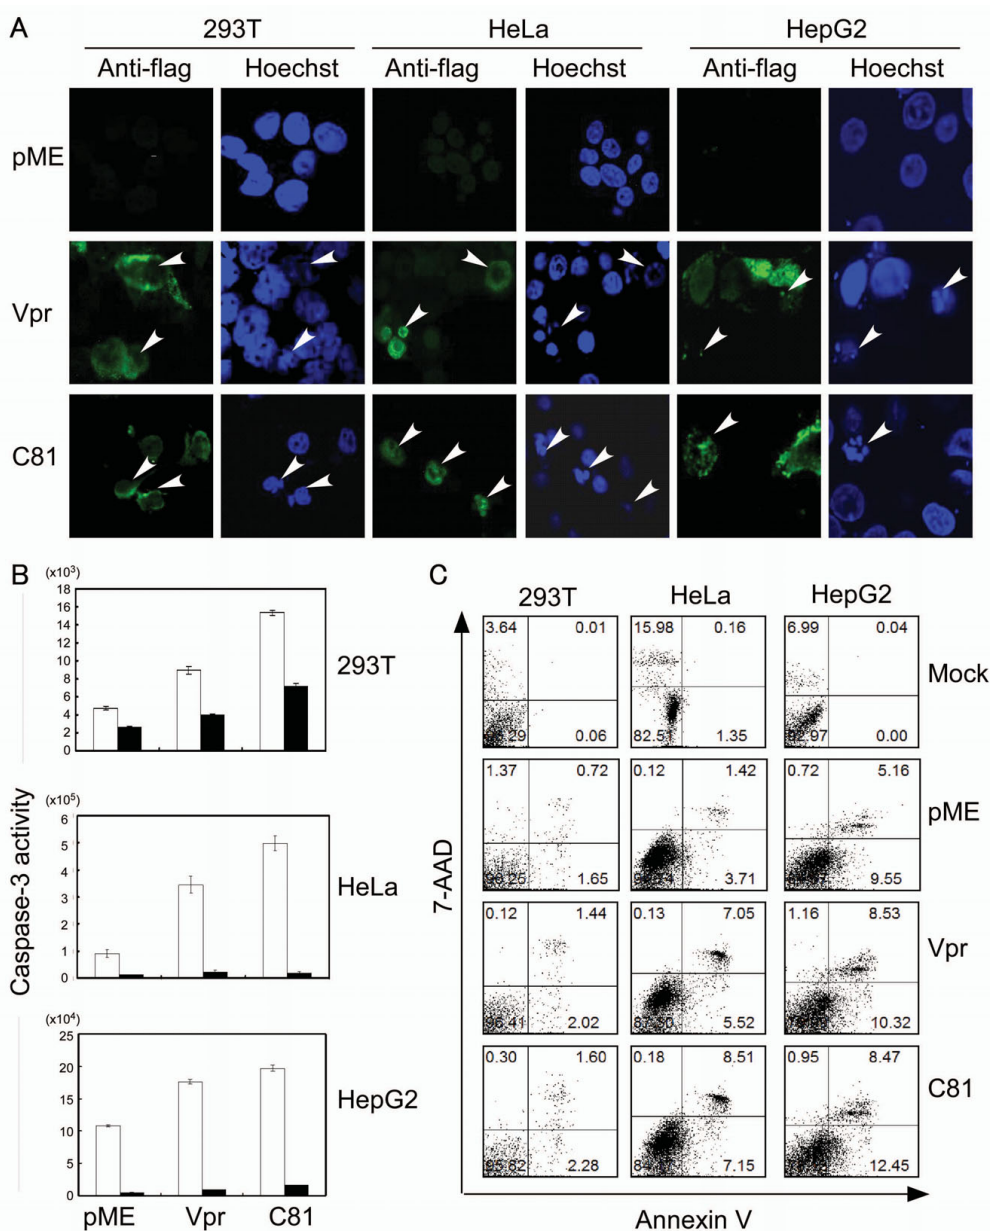 A
293T HeLa HepG2
Anti-flag Hoechst Anti-flag Hoechst Anti-flag Hoechst
pME
Vpr
C81
B
Caspase-3 activity
(x10³)
18
16
14
12
10
8
6
4
2
0
293T
(x10⁵)
6
5
4
3
2
1
0
HeLa
(x10⁴)
25
20
15
10
5
0
HepG2
pME Vpr C81
C
293T HeLa HepG2
3.64 0.01 15.98 0.16 6.99 0.04
Mock
0.06 82.51 1.35 0.00
1.37 0.72 0.12 1.42 0.72 5.16
pME
1.65 3.71 9.55
0.12 1.44 0.13 7.05 1.16 8.53
Vpr
2.02 5.52 10.32
0.30 1.60 0.18 8.51 0.95 8.47
C81
2.28 7.15 12.45
7-AAD
Annexin V